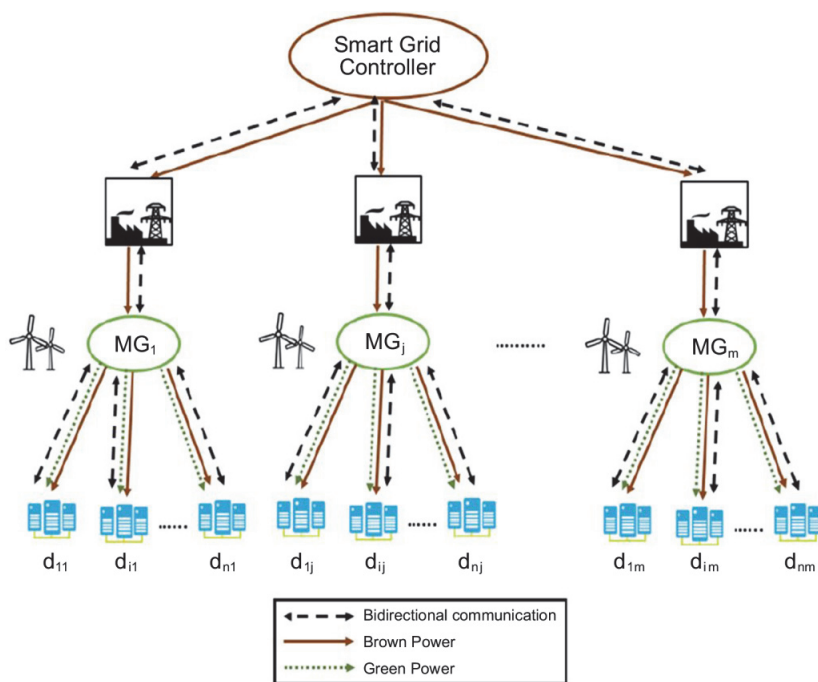 Smart Grid
Controller
MG₁ MGⱼ ......... MGₘ
...... ...... ......
d₁₁ dᵢ₁ dₙ₁ d₁ⱼ dᵢⱼ dₙⱼ d₁ₘ dᵢₘ dₙₘ
Bidirectional communication
Brown Power
Green Power